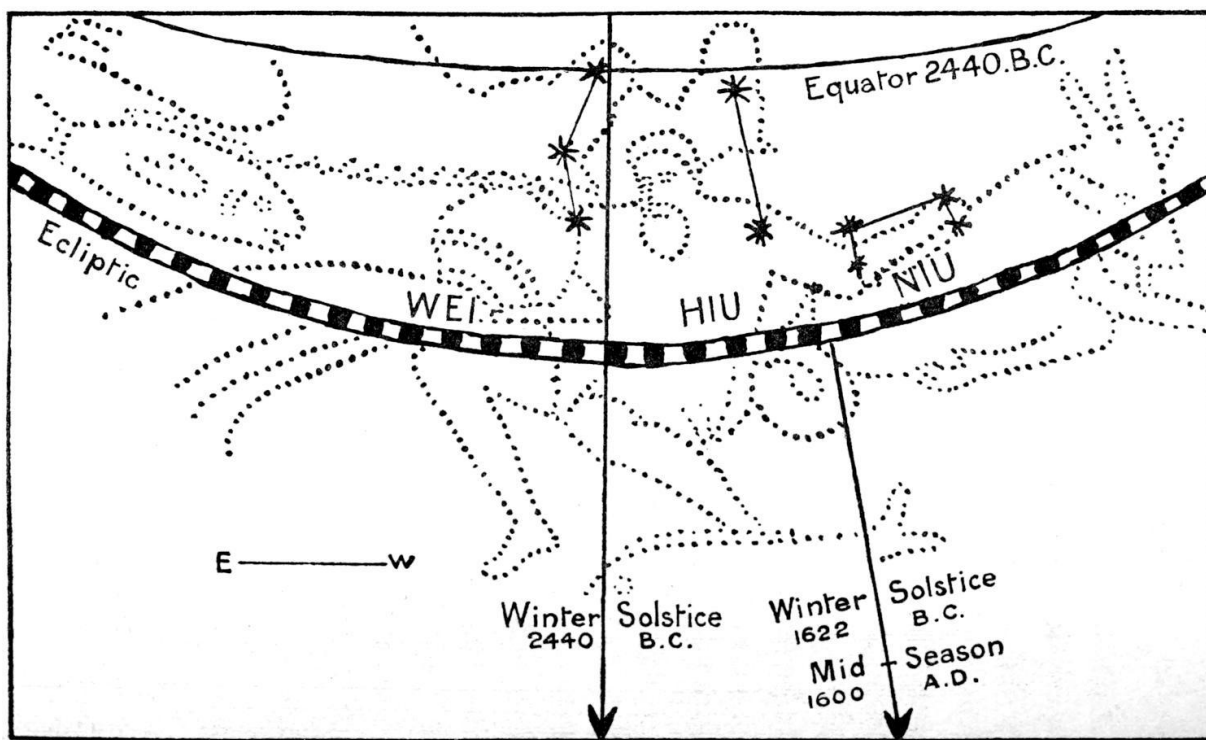 Equator 2440.B.C.
Ecliptic
WEI.
HIU
NIU
E W
Winter Solstice
2440 B.C.
Winter Solstice
1622 B.C.
Mid-Season
1600 A.D.